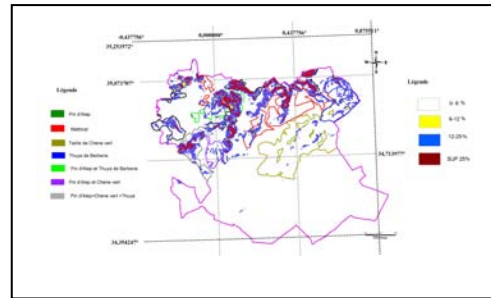 -0,437756° 0,000000° 0,437756° 0,875511°
35,253972°
35,073707°
Légende
Pin d'Alep
Matorral
Taillis de Chene vert
Thuya de Berberie
Pin d'Alep et Thuya de Berberie
Pin d'Alep et Chene-vert
Pin d'Alep+Chene vert +Thuya
Légende
0- 6 %
6-12 %
12-25%
SUP 25%
34,713977°
34,354247°